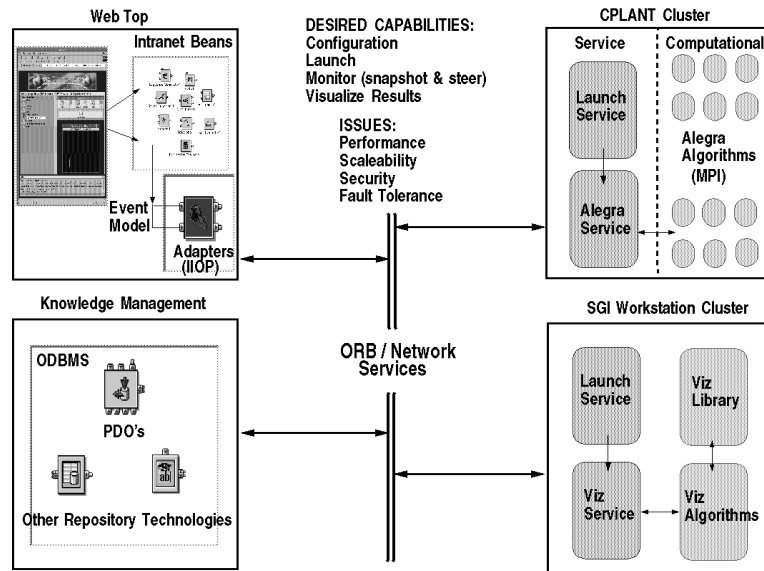 Web Top
Intranet Beans
Event
Model
Adapters
(IIOP)
DESIRED CAPABILITIES:
Configuration
Launch
Monitor (snapshot & steer)
Visualize Results
ISSUES:
Performance
Scaleability
Security
Fault Tolerance
CPLANT Cluster
Service
Computational
Launch
Service
Alegra
Service
Alegra
Algorithms
(MPI)
Knowledge Management
ODBMS
PDO's
ab
Other Repository Technologies
ORB / Network
Services
SGI Workstation Cluster
Launch
Service
Viz
Library
Viz
Service
Viz
Algorithms